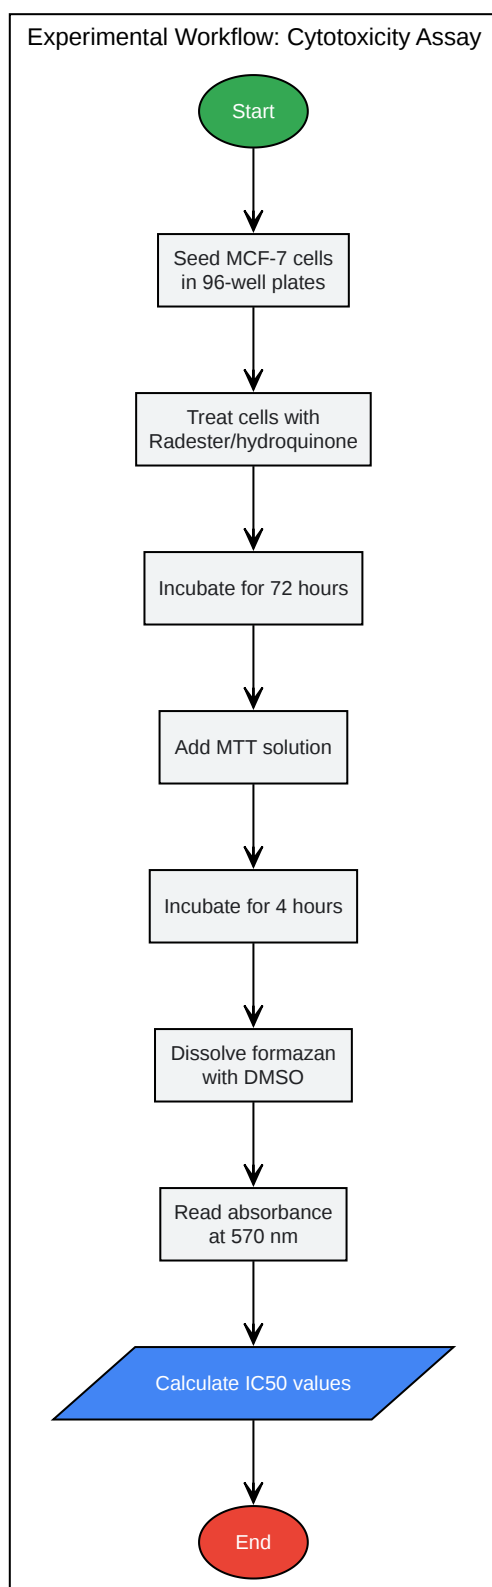 Experimental Workflow: Cytotoxicity Assay
Start
Seed MCF-7 cells
in 96-well plates
Treat cells with
Radester/hydroquinone
Incubate for 72 hours
Add MTT solution
Incubate for 4 hours
Dissolve formazan
with DMSO
Read absorbance
at 570 nm
Calculate IC50 values
End